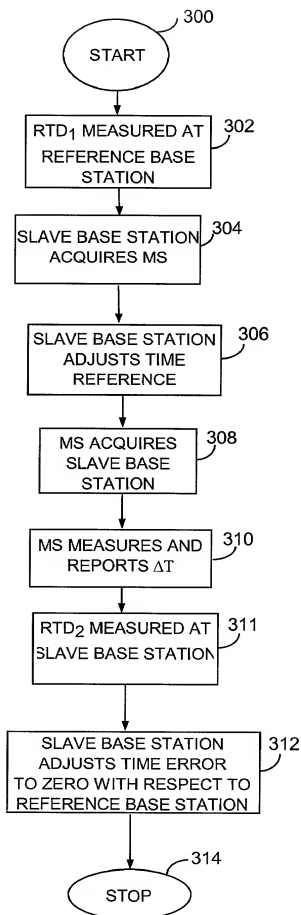 300
START
RTD₁ MEASURED AT
REFERENCE BASE
STATION
302
SLAVE BASE STATION
ACQUIRES MS
304
SLAVE BASE STATION
ADJUSTS TIME
REFERENCE
306
MS ACQUIRES
SLAVE BASE
STATION
308
MS MEASURES AND
REPORTS ΔT
310
RTD₂ MEASURED AT
SLAVE BASE STATION
311
SLAVE BASE STATION
ADJUSTS TIME ERROR
TO ZERO WITH RESPECT TO
REFERENCE BASE STATION
312
314
STOP